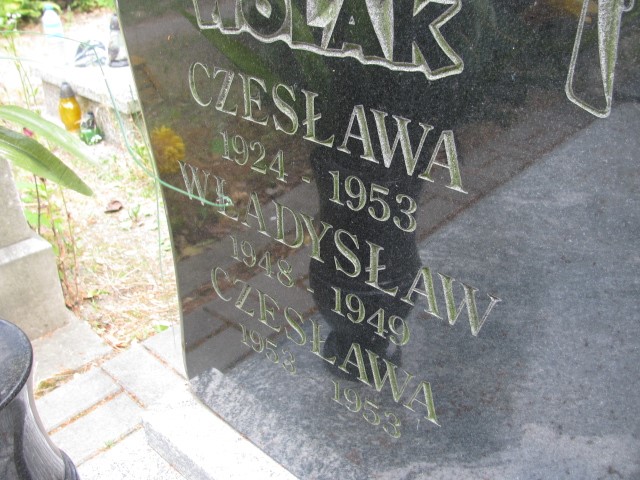 CZESŁAWA
1924 - 1953
WŁADYSŁAW
1948 - 1949
CZESŁAWA
1953 1953